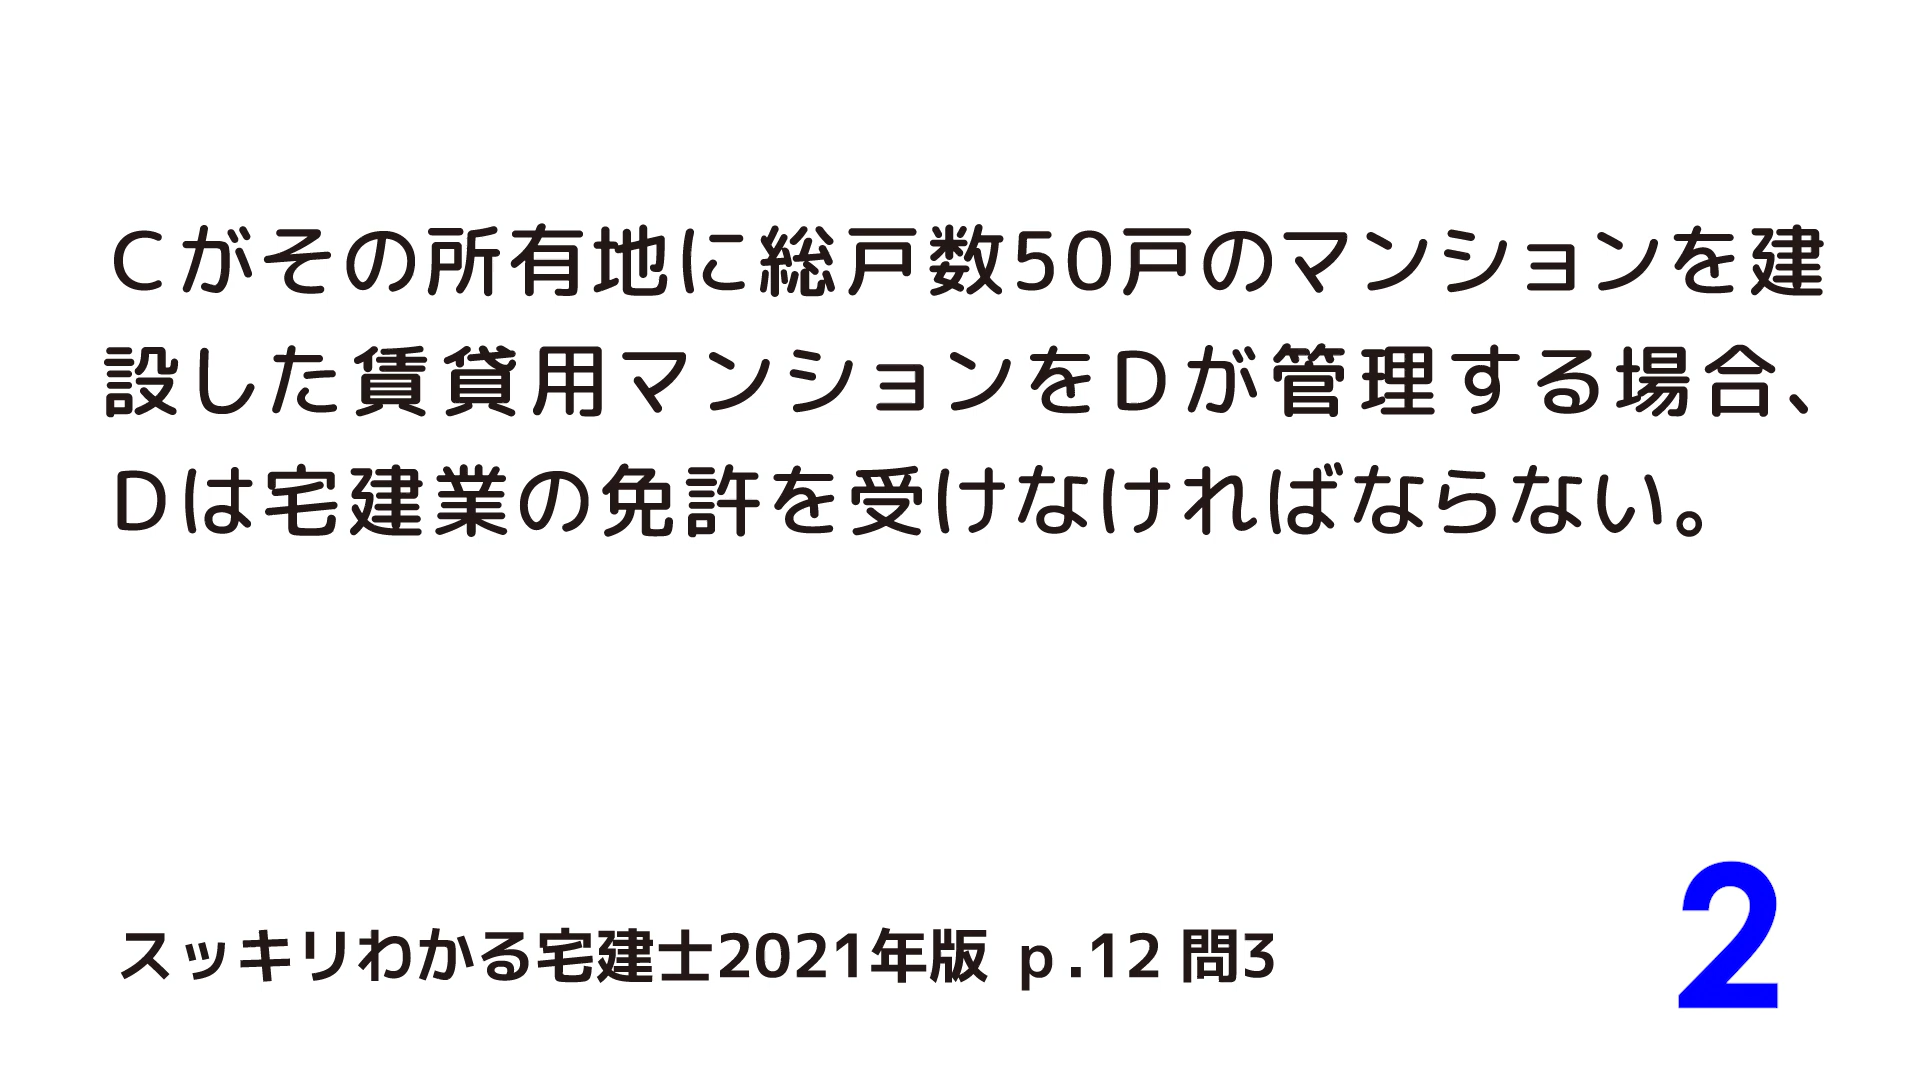 Ｃがその所有地に総戸数50戸のマンションを建
設した賃貸用マンションをＤが管理する場合、
Ｄは宅建業の免許を受けなければならない。
スッキリわかる宅建士2021年版 ｐ.12 問3
2